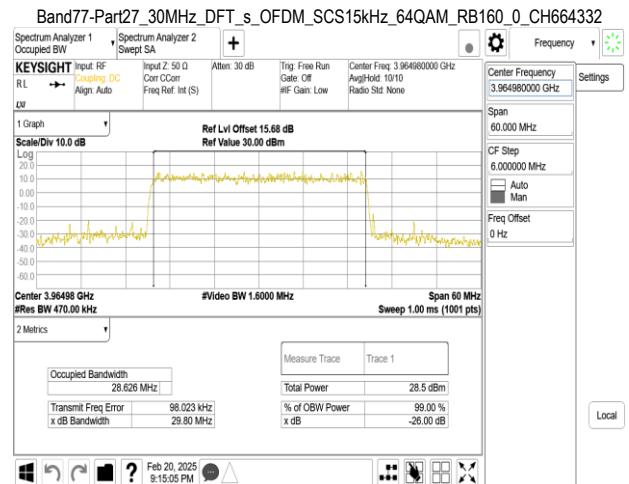 Band77-Part27_30MHz_DFT_s_OFDM_SCS15kHz_64QAM_RB160_0_CH664332
Spectrum Analyzer 1
Occupied BW
Spectrum Analyzer 2
Swept SA
+
Frequency
KEYSIGHT
RL
LXI
Input: RF
Coupling: DC
Align: Auto
Input Z: 50 Ω
Corr CCorr
Freq Ref: Int (S)
Atten: 30 dB
Trig: Free Run
Gate: Off
#IF Gain: Low
Center Freq: 3.964980000 GHz
Avg|Hold: 10/10
Radio Std: None
Center Frequency
3.964980000 GHz
Settings
Span
60.000 MHz
CF Step
6.000000 MHz
Auto
Man
Freq Offset
0 Hz
Local
1 Graph
Scale/Div 10.0 dB
Ref Lvl Offset 15.68 dB
Ref Value 30.00 dBm
Log
20.0
10.0
0.00
-10.0
-20.0
-30.0
-40.0
-50.0
-60.0
Center 3.96498 GHz
#Video BW 1.6000 MHz
Span 60 MHz
#Res BW 470.00 kHz
Sweep 1.00 ms (1001 pts)
2 Metrics
Measure Trace
Trace 1
Occupied Bandwidth
28.626 MHz
Total Power
28.5 dBm
Transmit Freq Error
98.023 kHz
% of OBW Power
99.00 %
x dB Bandwidth
29.80 MHz
x dB
-26.00 dB
?
Feb 20, 2025
9:15:05 PM